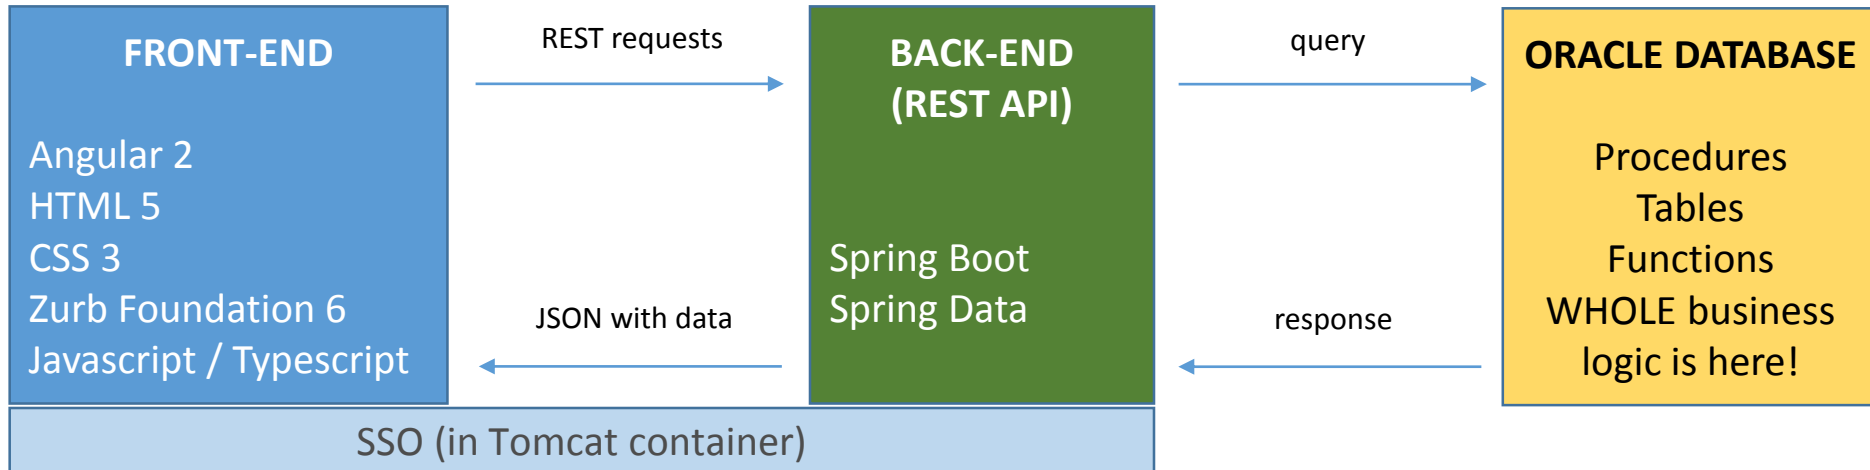 FRONT-END
Angular 2
HTML 5
CSS 3
Zurb Foundation 6
Javascript / Typescript
REST requests
JSON with data
BACK-END
(REST API)
Spring Boot
Spring Data
query
response
ORACLE DATABASE
Procedures
Tables
Functions
WHOLE business
logic is here!
SSO (in Tomcat container)